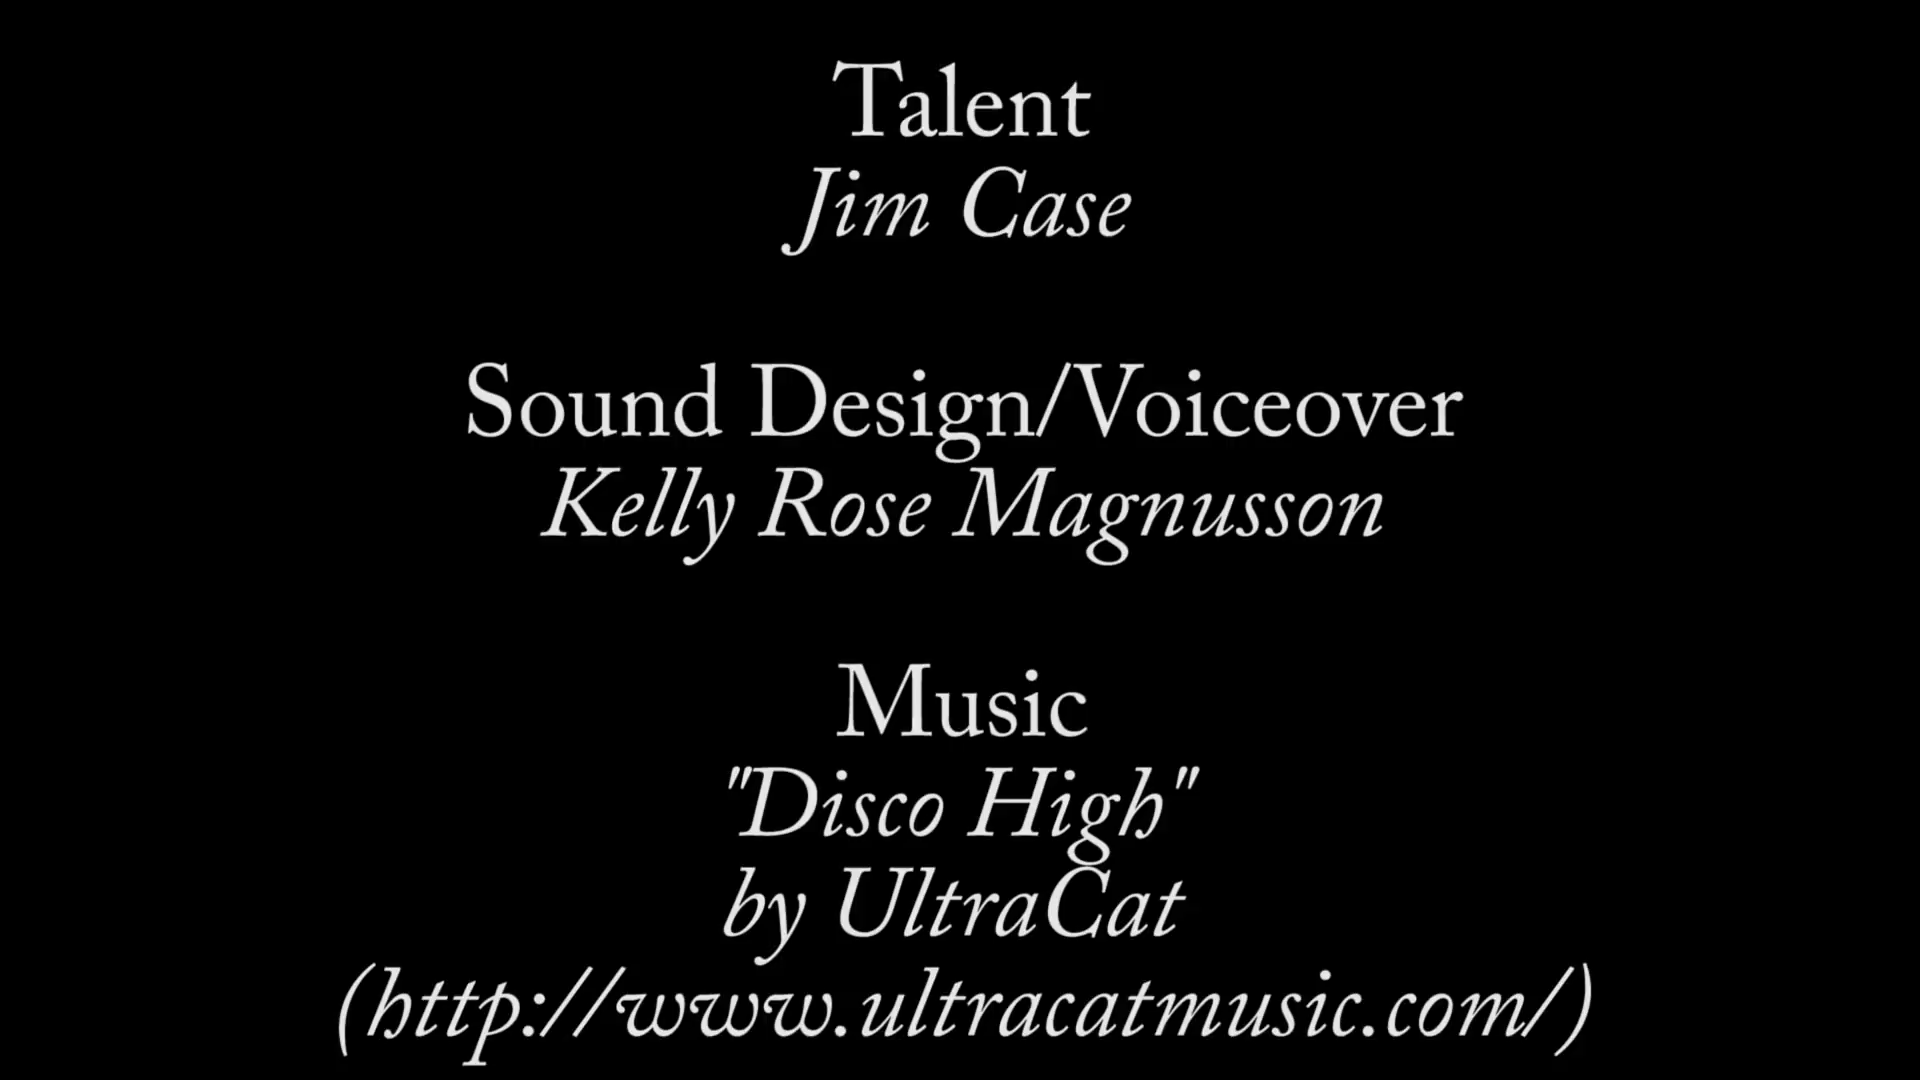 Talent
Jim Case
Sound Design/Voiceover
Kelly Rose Magnusson
Music
"Disco High"
by UltraCat
(http://www.ultracatmusic.com/)